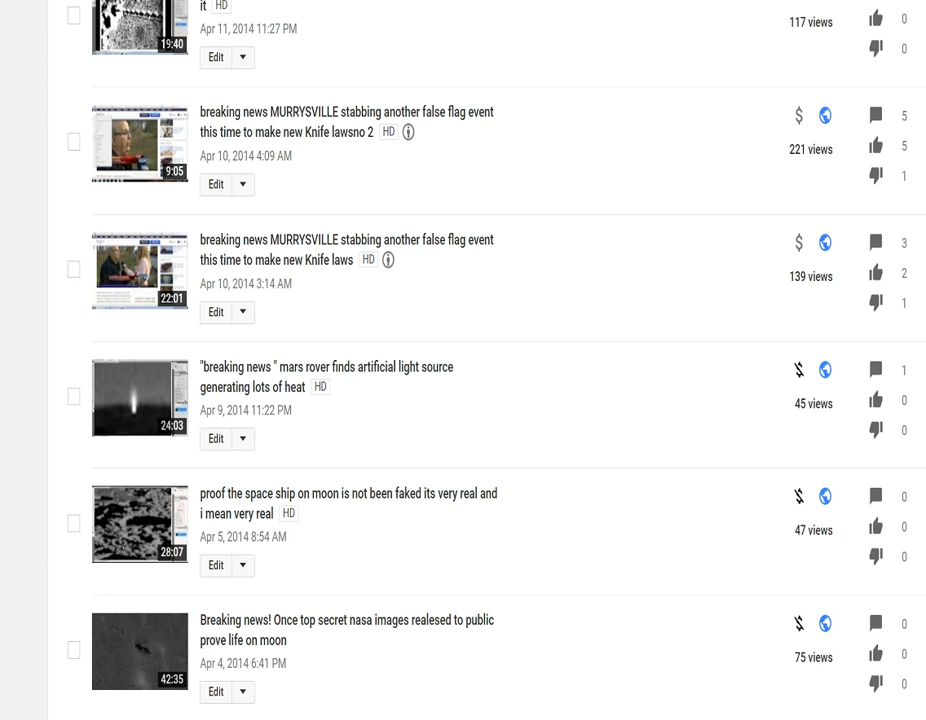 it HD
Apr 11, 2014 11:27 PM
117 views
0
0
19:40
Edit
breaking news MURRYSVILLE stabbing another false flag event
this time to make new Knife lawsno 2 HD
Apr 10, 2014 4:09 AM
$
221 views
5
5
1
9:05
Edit
breaking news MURRYSVILLE stabbing another false flag event
this time to make new Knife laws HD
Apr 10, 2014 3:14 AM
$
139 views
3
2
1
22:01
Edit
"breaking news " mars rover finds artificial light source
generating lots of heat HD
Apr 9, 2014 11:22 PM
45 views
1
0
0
24:03
Edit
proof the space ship on moon is not been faked its very real and
i mean very real HD
Apr 5, 2014 8:54 AM
47 views
0
0
0
28:07
Edit
Breaking news! Once top secret nasa images realesed to public
prove life on moon
Apr 4, 2014 6:41 PM
75 views
0
0
0
42:35
Edit